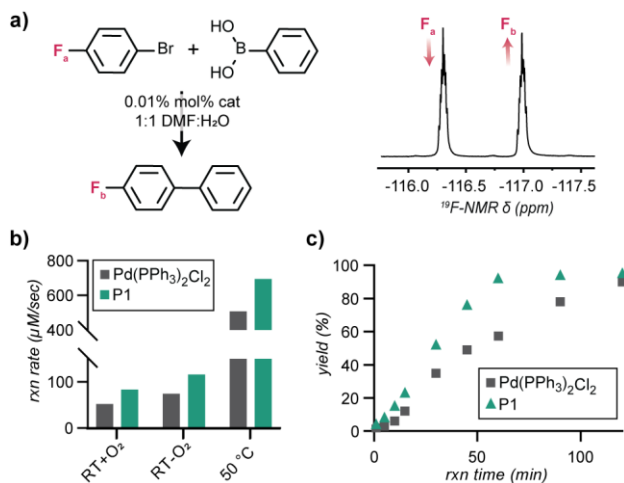 a)
F
a
Br
+
HO
B
OH
0.01% mol% cat
1:1 DMF:H₂O
F
b
Fa
Fb
-116.0 -116.5 -117.0 -117.5
¹⁹F-NMR δ (ppm)
b)
rxn rate (µM/sec)
800
600
400
100
0
Pd(PPh₃)₂Cl₂
P1
RT+O₂
RT-O₂
50 °C
c)
yield (%)
100
80
60
40
20
0
Pd(PPh₃)₂Cl₂
P1
0 50 100
rxn time (min)